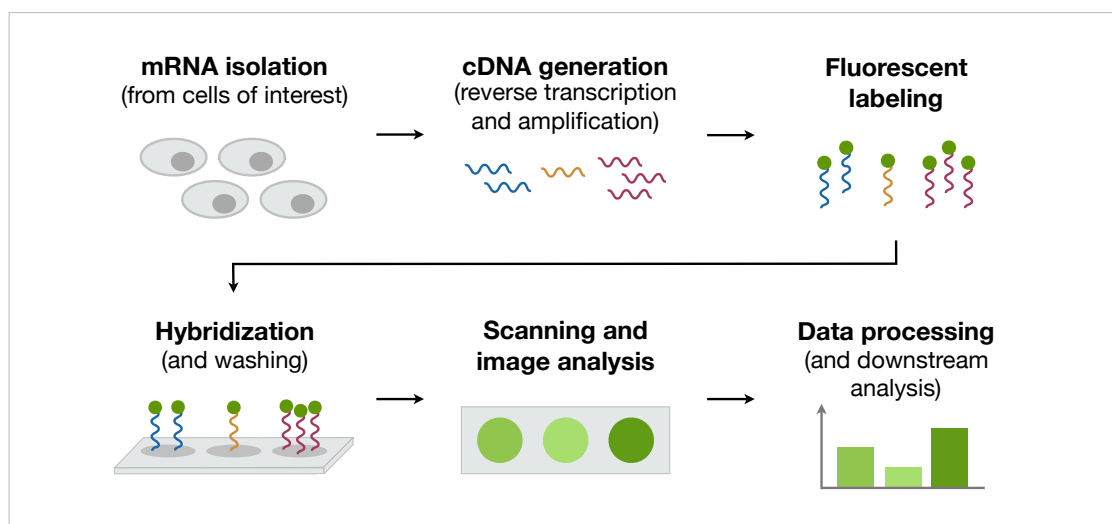 mRNA isolation
(from cells of interest)
cDNA generation
(reverse transcription
and amplification)
Fluorescent
labeling
Hybridization
(and washing)
Scanning and
image analysis
Data processing
(and downstream
analysis)